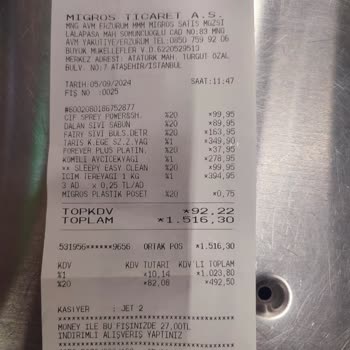 MIGROS TICARET A.S.
MNG AVM ERZURUM MMM MIGROS SATIS MGZSI
LALAPASA MAH SOMUNCUOGLU CAD NO:83 MNG
AVM YAKUTIYE/ERZURUM TEL:0850 759 92 06
BUYUK MUKELLEFLER V.D.6220529513
MERKEZ ADRESI: ATATURK MAH. TURGUT OZAL
BULV. NO:7 ATASEHIR/ISTANBUL
TARIH:05/09/2024 SAAT:11:47
FIS NO :0025
#6002080186752877
CIF SPREY POWER&SH. %20 *99,95
DALAN SIVI SABUN %20 *89,95
FAIRY SIVI BULS.DETR %20 *163,95
TARIS K.EGE SZ.Z.YAG %1 *349,90
FOREVER PLUS PLATIN. %20 *37,95
KOMILI AYCICEKYAGI %1 *278,95
** SLEEPY EASY CLEAN %20 *99,95
ICIM TEREYAGI 1 KG %1 *394,95
3 AD x 0,25 TL/AD
MIGROS PLASTIK POSET %20 *0,75
TOPKDV *92,22
TOPLAM *1.516,30
531956******9656 ORTAK POS *1.516,30
KDV KDV TUTARI KDV'LI TOPLAM
%1 *10,14 *1.023,80
%20 *82,08 *492,50
KASIYER : JET 2
MONEY ILE BU FISINIZDE 27,00TL
INDIRIMLI ALISVERIS YAPTINIZ